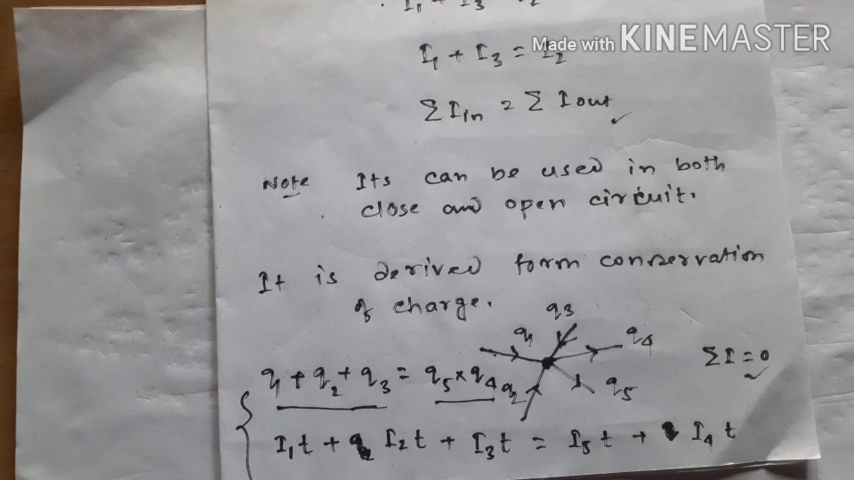 Made with KINEMASTER
I₁ + I₃ = I₂
Σ Iin = Σ Iout
Note Its can be used in both
close and open circuit.
It is derived form conservation
of charge.
q₃
q₁
q₄
ΣI = 0
q₁ + q₂ + q₃ = q₅ × q₄
q₂
q₅
I₁t + I₂t + I₃t = I₅t + I₄t